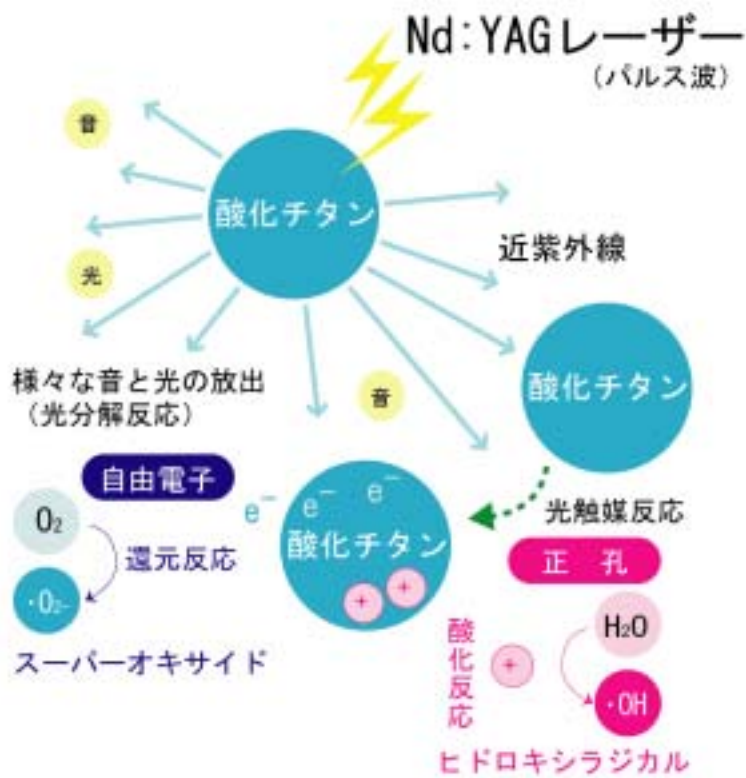 Nd:YAGレーザー
(パルス波)
音
酸化チタン
光
近紫外線
様々な音と光の放出
(光分解反応)
音
酸化チタン
自由電子
e⁻ e⁻ e⁻
酸化チタン
+ +
光触媒反応
正 孔
O₂
還元反応
·O₂₋
スーパーオキサイド
酸化反応
+
H₂O
·OH
ヒドロキシラジカル